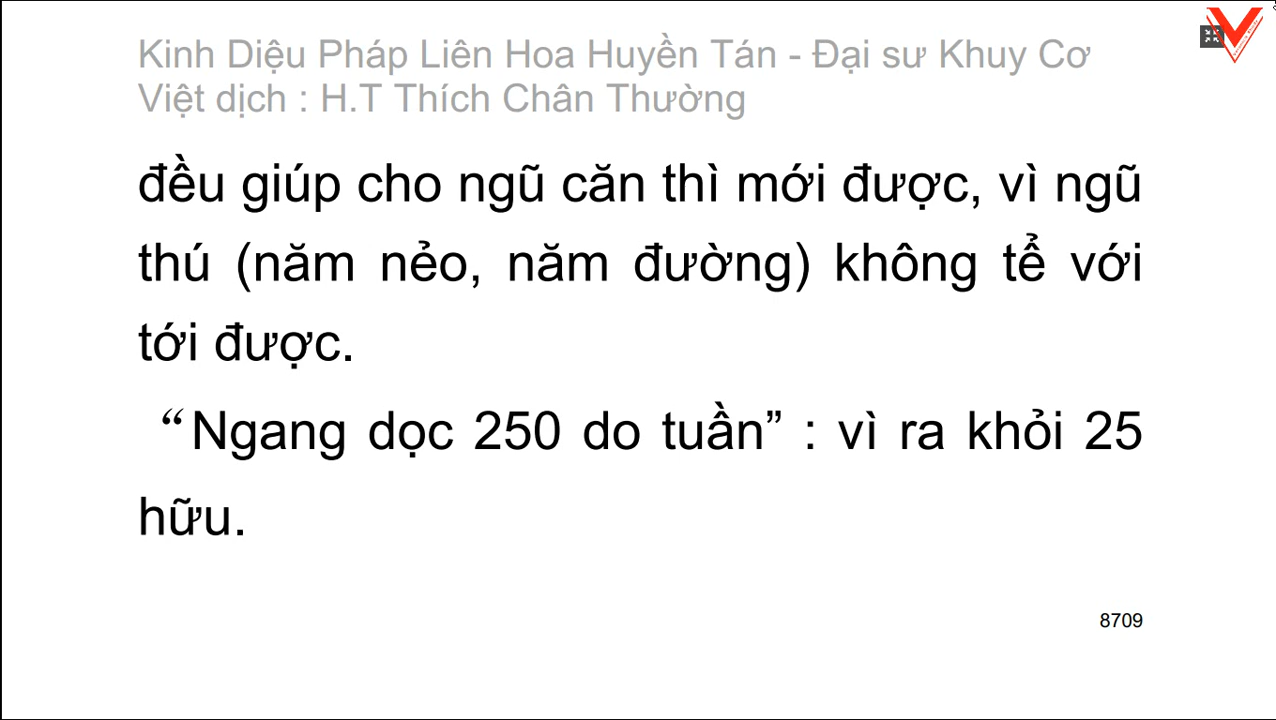 Kinh Diệu Pháp Liên Hoa Huyền Tán - Đại sư Khuy Cơ
Việt dịch : H.T Thích Chân Thường
đều giúp cho ngũ căn thì mới được, vì ngũ
thú (năm nẻo, năm đường) không tể với
tới được.
“Ngang dọc 250 do tuần” : vì ra khỏi 25
hữu.
8709